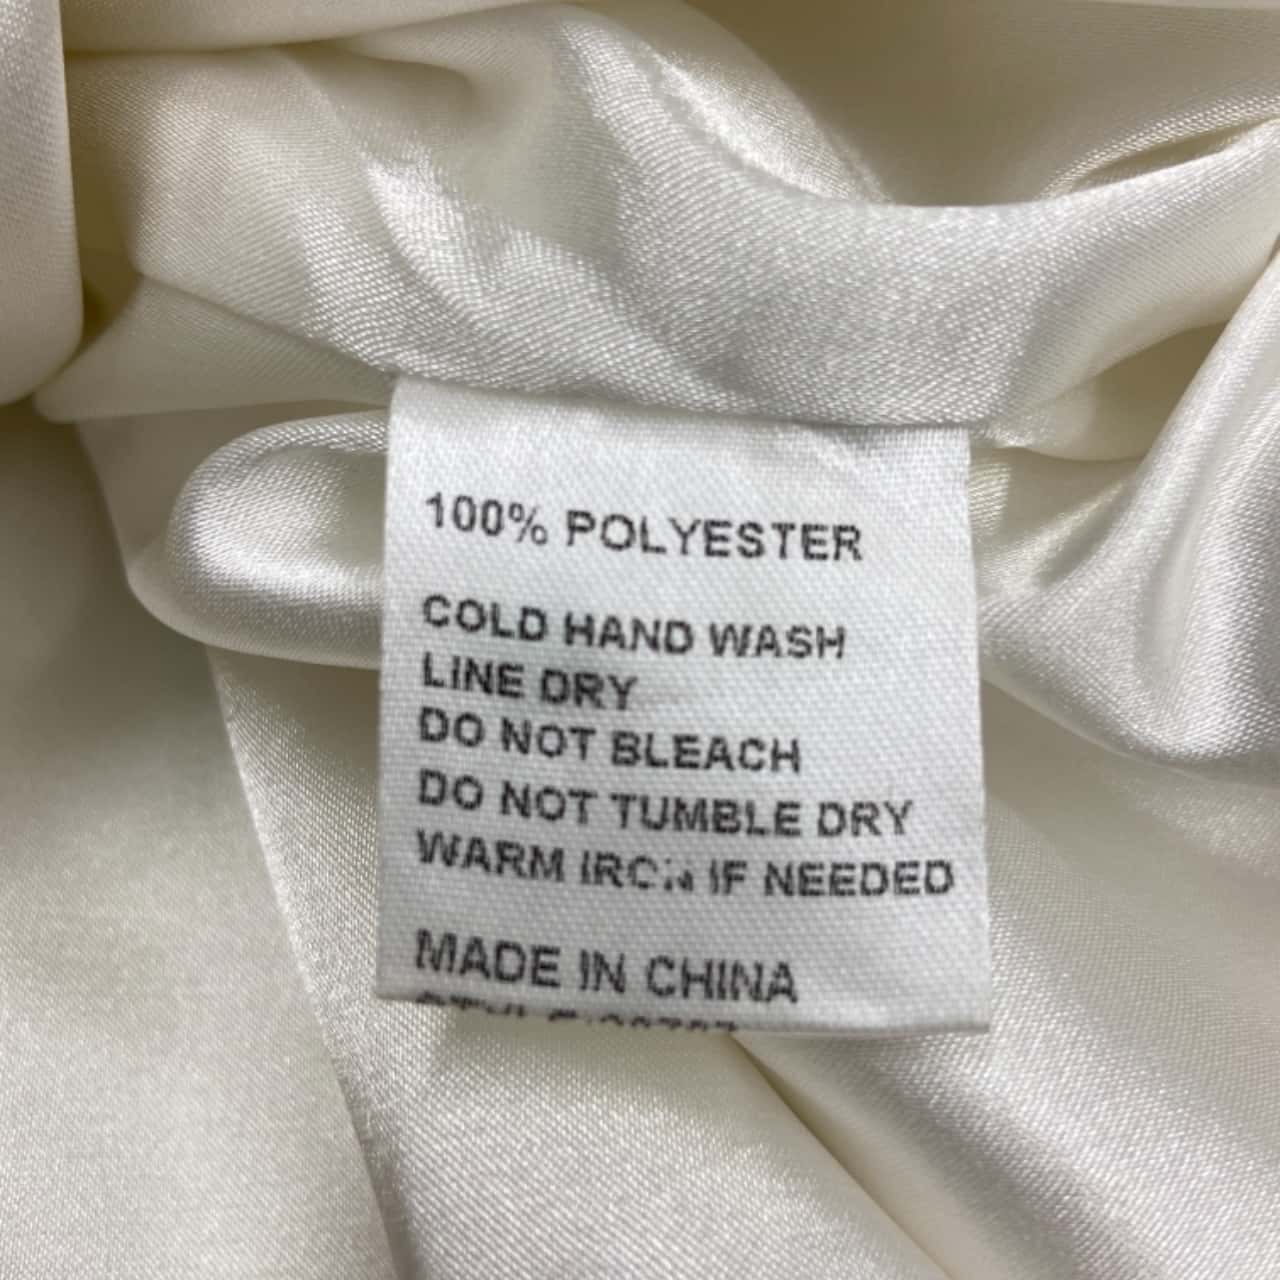 100% POLYESTER
COLD HAND WASH
LINE DRY
DO NOT BLEACH
DO NOT TUMBLE DRY
WARM IRON IF NEEDED
MADE IN CHINA